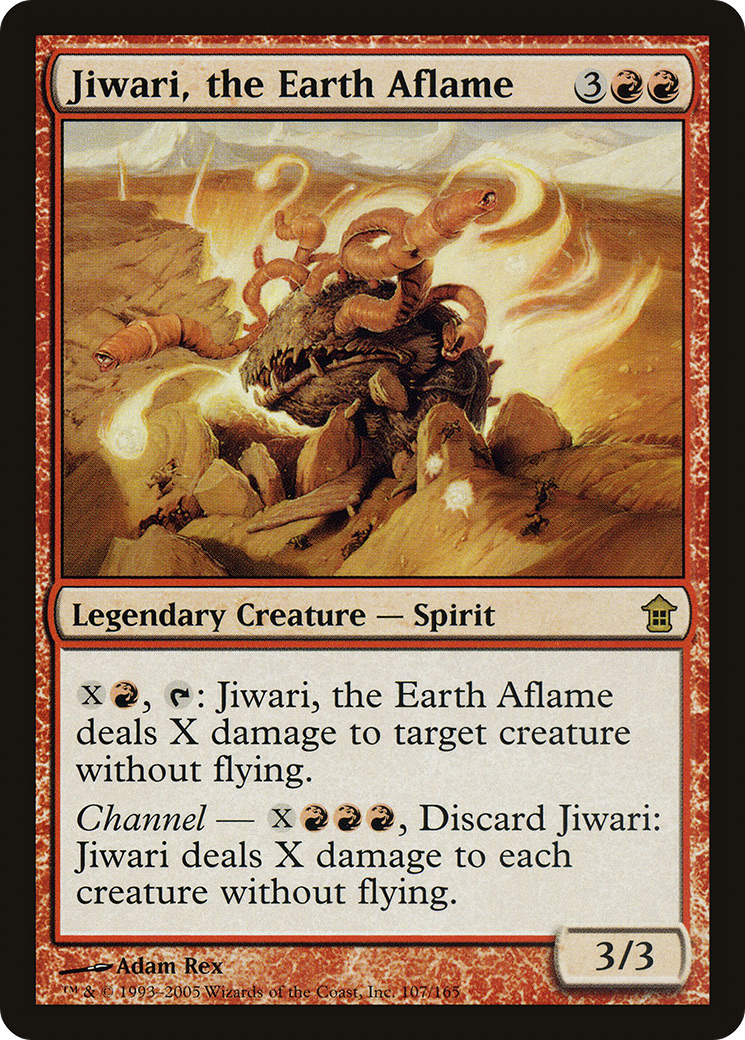 Jiwari, the Earth Aflame 3
Legendary Creature — Spirit
X , : Jiwari, the Earth Aflame
deals X damage to target creature
without flying.
Channel — X , Discard Jiwari:
Jiwari deals X damage to each
creature without flying.
3/3
Adam Rex
™ & © 1993–2005 Wizards of the Coast, Inc. 107/165